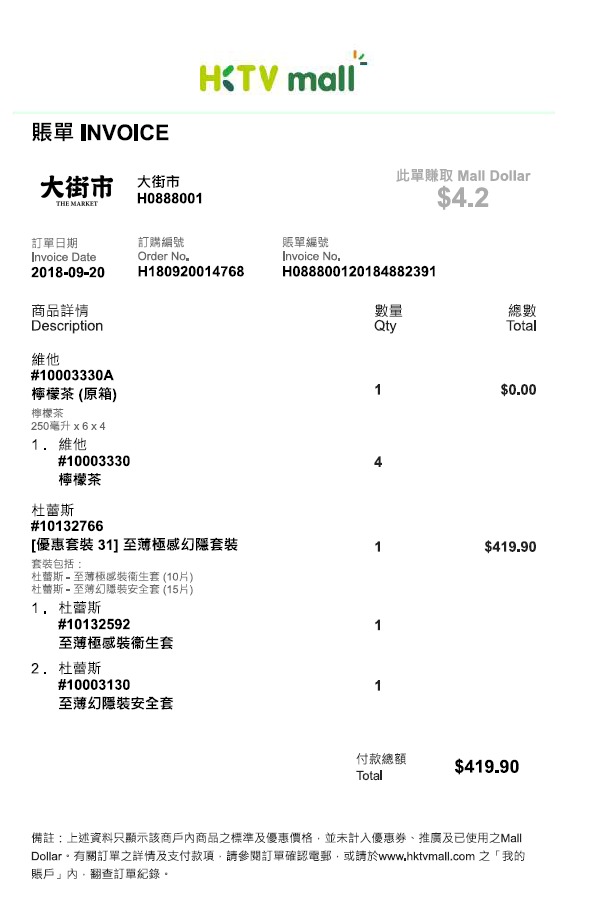 HKTV mall
賬單 INVOICE
大街市
THE MARKET
大街市
H0888001
此單賺取 Mall Dollar
$4.2
訂單日期
Invoice Date
2018-09-20
訂購編號
Order No.
H180920014768
賬單編號
Invoice No.
H088800120184882391
商品詳情 數量 總數
Description Qty Total
維他
#10003330A
檸檬茶 (原箱) 1 $0.00
檸檬茶
250毫升 x 6 x 4
1. 維他
#10003330 4
檸檬茶
杜蕾斯
#10132766
[優惠套裝 31] 至薄極感幻隱套裝 1 $419.90
套裝包括：
杜蕾斯 - 至薄極感裝衞生套 (10片)
杜蕾斯 - 至薄幻隱裝安全套 (15片)
1. 杜蕾斯
#10132592 1
至薄極感裝衞生套
2. 杜蕾斯
#10003130 1
至薄幻隱裝安全套
付款總額
Total $419.90
備註：上述資料只顯示該商戶內商品之標準及優惠價格，並未計入優惠券、推廣及已使用之Mall
Dollar。有關訂單之詳情及支付款項，請參閱訂單確認電郵，或請於www.hktvmall.com 之「我的
賬戶」內，翻查訂單紀錄。